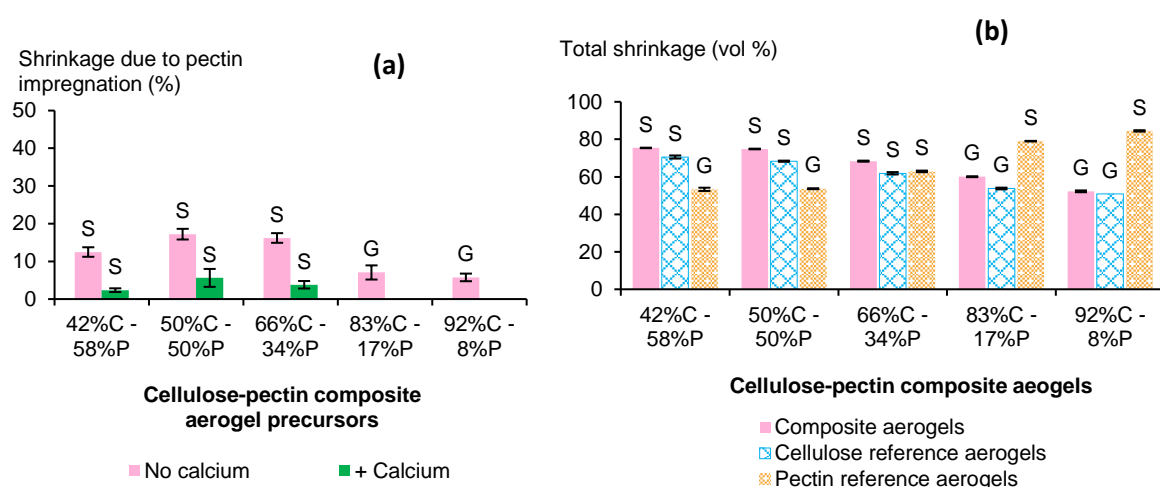 Shrinkage due to pectin
impregnation (%)
(a)
50
40
30
20
10
0
S
S
S
S
S
S
G
G
42%C -
58%P
50%C -
50%P
66%C -
34%P
83%C -
17%P
92%C -
8%P
Cellulose-pectin composite
aerogel precursors
No calcium
+ Calcium
Total shrinkage (vol %)
(b)
100
80
60
40
20
0
S
S
G
S
S
G
S
S
S
G
G
S
G
G
S
42%C -
58%P
50%C -
50%P
66%C -
34%P
83%C -
17%P
92%C -
8%P
Cellulose-pectin composite aeogels
Composite aerogels
Cellulose reference aerogels
Pectin reference aerogels